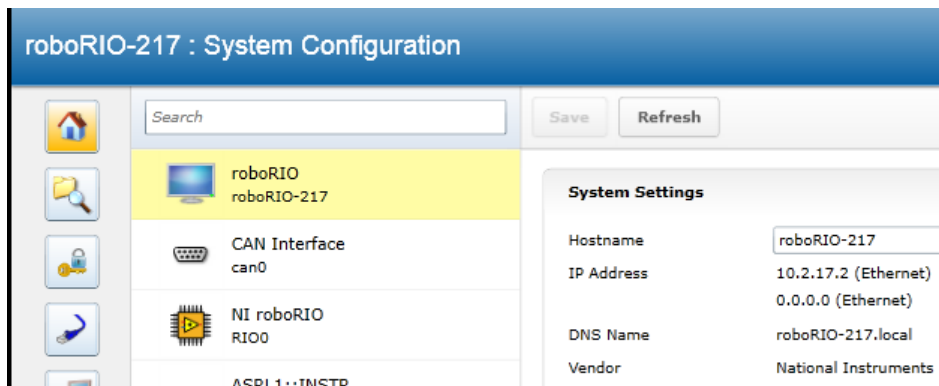 roboRIO-217 : System Configuration
Search
Save Refresh
roboRIO
roboRIO-217
CAN Interface
can0
NI roboRIO
RIO0
ASRL1::INSTR
System Settings
Hostname roboRIO-217
IP Address 10.2.17.2 (Ethernet)
0.0.0.0 (Ethernet)
DNS Name roboRIO-217.local
Vendor National Instruments